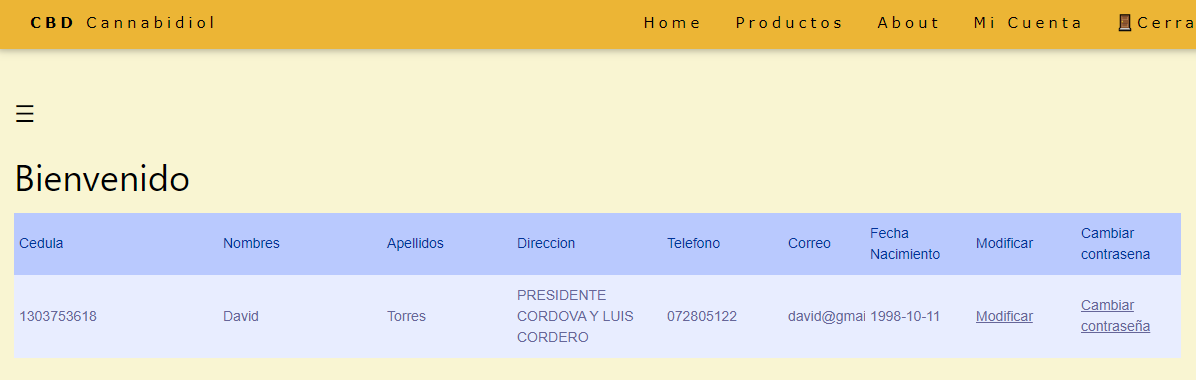 CBD Cannabidiol Home Productos About Mi Cuenta Cerra
Bienvenido
Cedula Nombres Apellidos Direccion Telefono Correo Fecha Nacimiento Modificar Cambiar contrasena
1303753618 David Torres PRESIDENTE CORDOVA Y LUIS CORDERO 072805122 david@gmai 1998-10-11 Modificar Cambiar contraseña